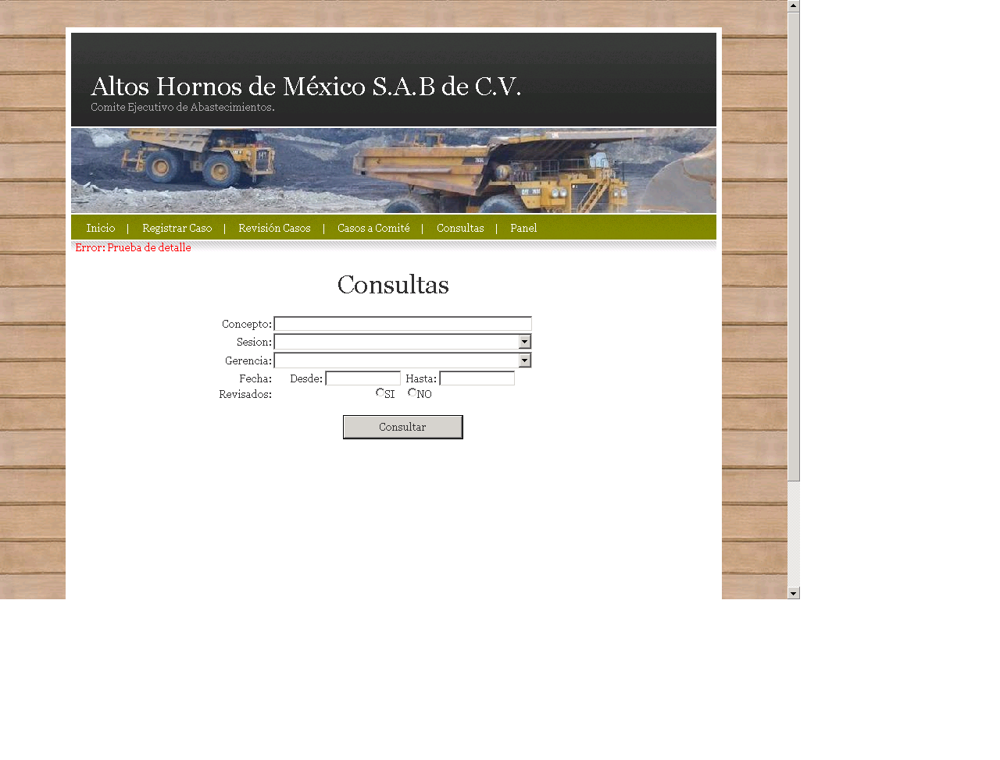 Altos Hornos de México S.A.B de C.V.
Comite Ejecutivo de Abastecimientos.
Inicio | Registrar Caso | Revisión Casos | Casos a Comité | Consultas | Panel
Error: Prueba de detalle
Consultas
Concepto:
Sesion:
Gerencia:
Fecha: Desde: Hasta:
Revisados: SI NO
Consultar